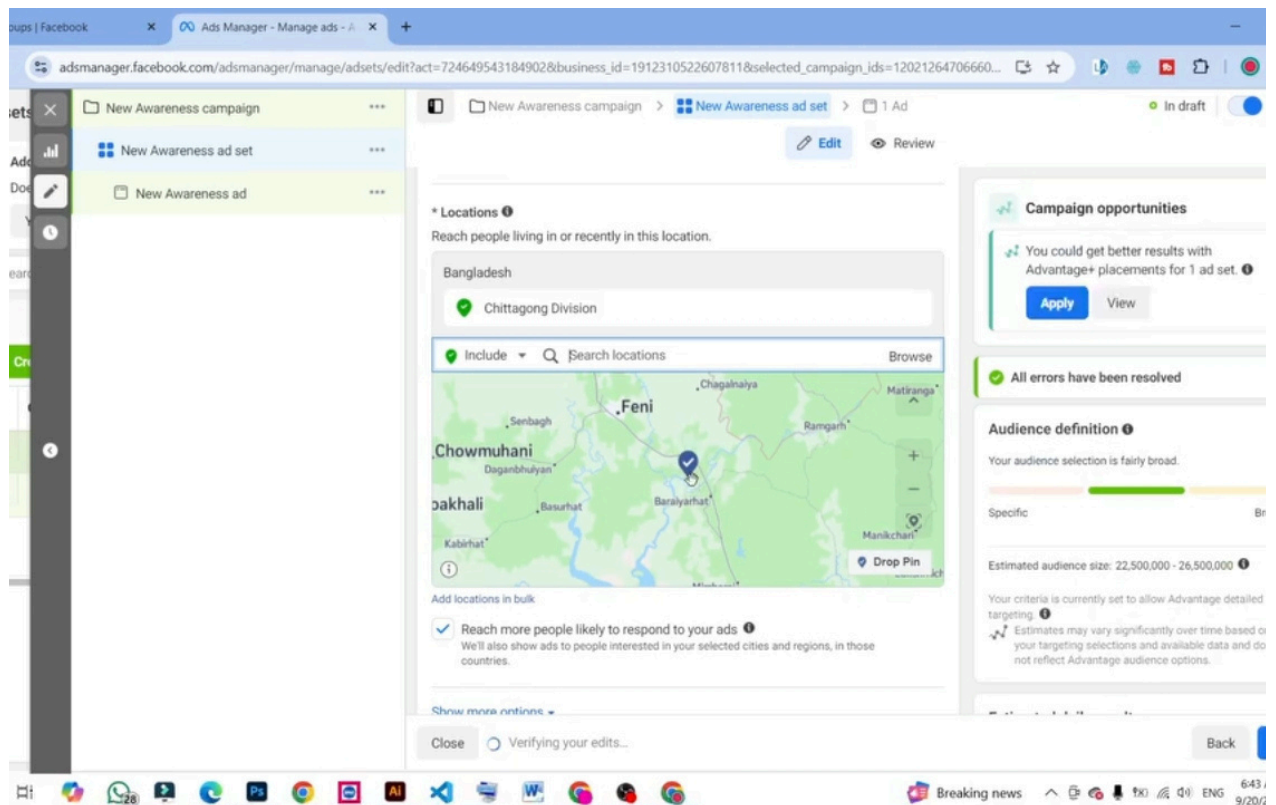 oups | Facebook
Ads Manager - Manage ads - A
adsmanager.facebook.com/adsmanager/manage/adsets/edit?act=724649543184902&business_id=1912310522607811&selected_campaign_ids=12021264706660...
New Awareness campaign
New Awareness ad set
New Awareness ad
New Awareness campaign > New Awareness ad set > 1 Ad
In draft
Edit
Review
* Locations
Reach people living in or recently in this location.
Bangladesh
Chittagong Division
Include
Search locations
Browse
Chagalnaiya
Matiranga
Feni
Senbagh
Ramgarh
Chowmuhani
Daganbhuiyan
oakhali
Basurhat
Baraiyarhat
Kabirhat
Manikchari
Drop Pin
Add locations in bulk
Reach more people likely to respond to your ads
We'll also show ads to people interested in your selected cities and regions, in those
countries.
Show more options
Close
Verifying your edits...
Back
Campaign opportunities
You could get better results with
Advantage+ placements for 1 ad set.
Apply
View
All errors have been resolved
Audience definition
Your audience selection is fairly broad.
Specific
Br
Estimated audience size: 22,500,000 - 26,500,000
Your criteria is currently set to allow Advantage detailed
targeting.
Estimates may vary significantly over time based o
your targeting selections and available data and do
not reflect Advantage audience options.
28
Ps
Ai
W
Breaking news
ENG
6:43
9/20/2